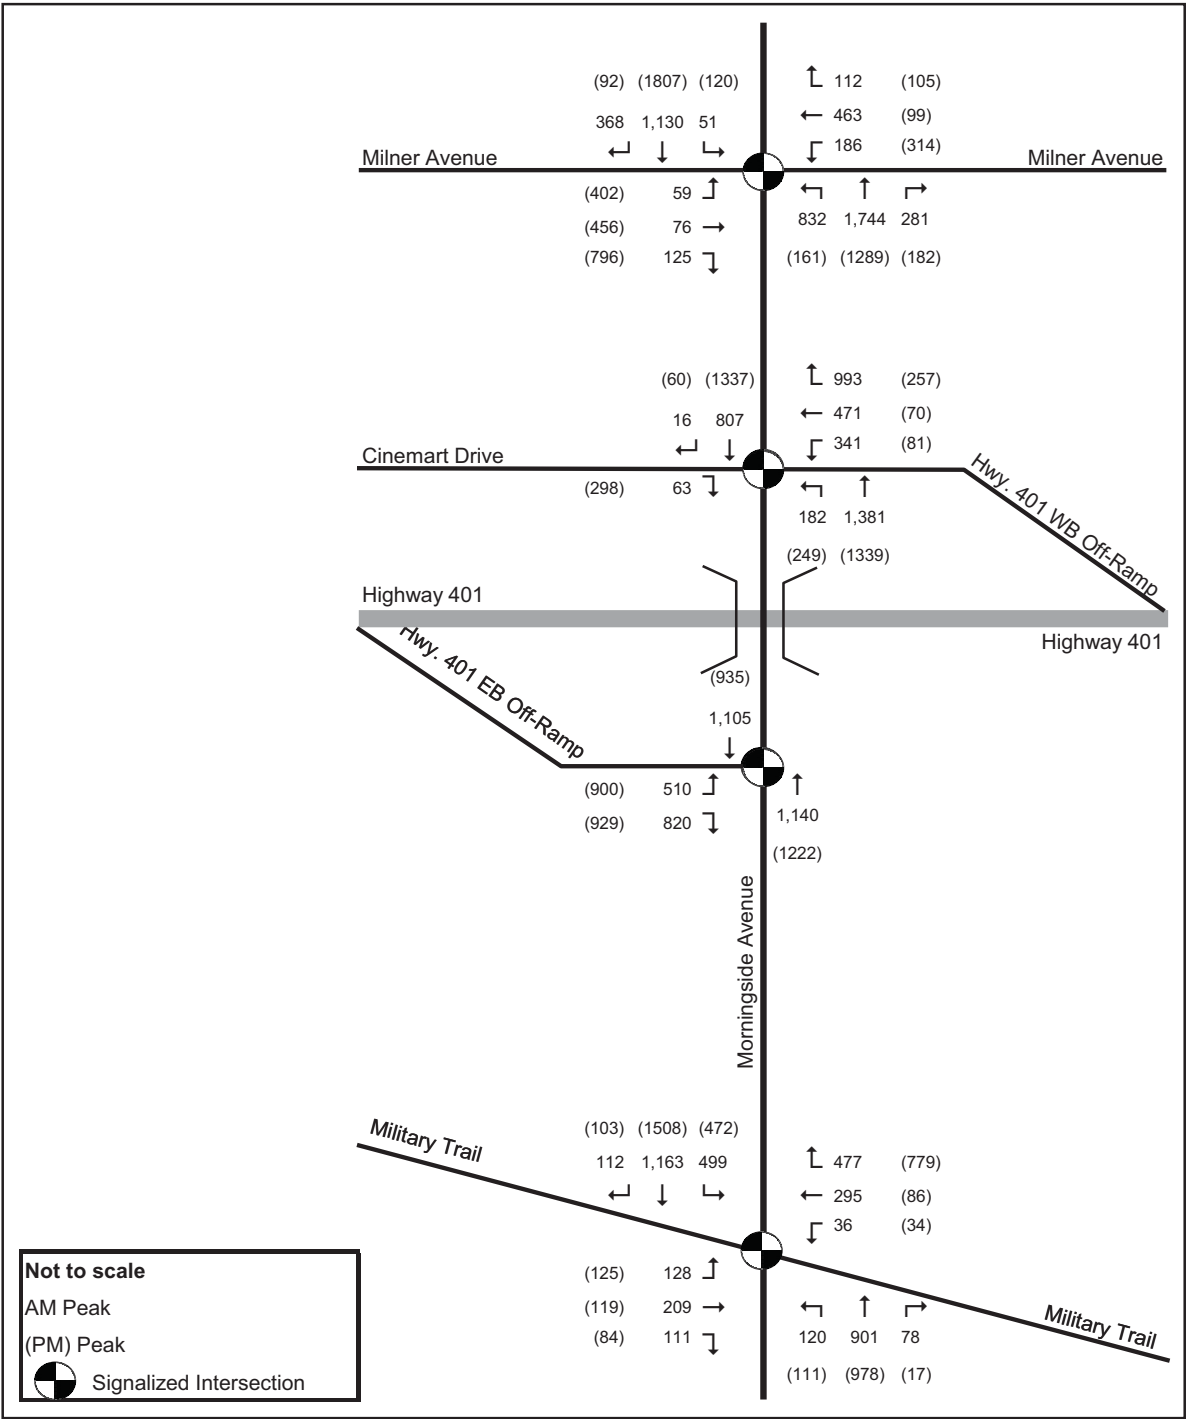 (92) (1807) (120)
112 (105)
463 (99)
368 1,130 51
186 (314)
Milner Avenue
Milner Avenue
(402) 59
832 1,744 281
(456) 76
(796) 125
(161) (1289) (182)
(60) (1337)
993 (257)
471 (70)
16 807
341 (81)
Cinemart Drive
(298) 63
182 1,381
(249) (1339)
Hwy. 401 WB Off-Ramp
Highway 401
Highway 401
Hwy. 401 EB Off-Ramp
(935)
1,105
(900) 510
1,140
(929) 820
(1222)
Morningside Avenue
Military Trail
(103) (1508) (472)
112 1,163 499
477 (779)
295 (86)
36 (34)
(125) 128
(119) 209
(84) 111
120 901 78
(111) (978) (17)
Military Trail
Not to scale
AM Peak
(PM) Peak
Signalized Intersection